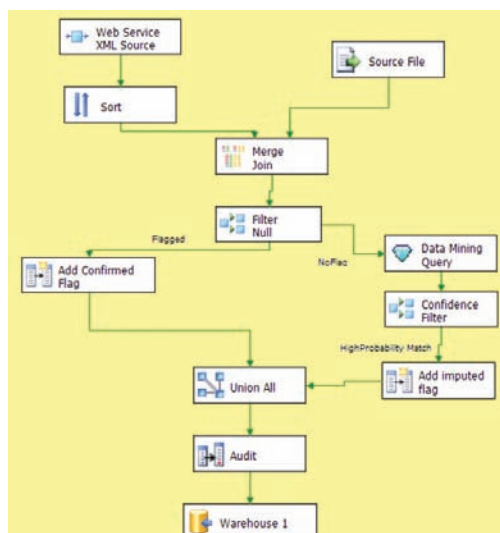 Web Service
XML Source
Source File
Sort
Merge
Join
Filter
Null
Flagged
NoFlag
Data Mining
Query
Add Confirmed
Flag
Confidence
Filter
HighProbability Match
Add imputed
flag
Union All
Audit
Warehouse 1